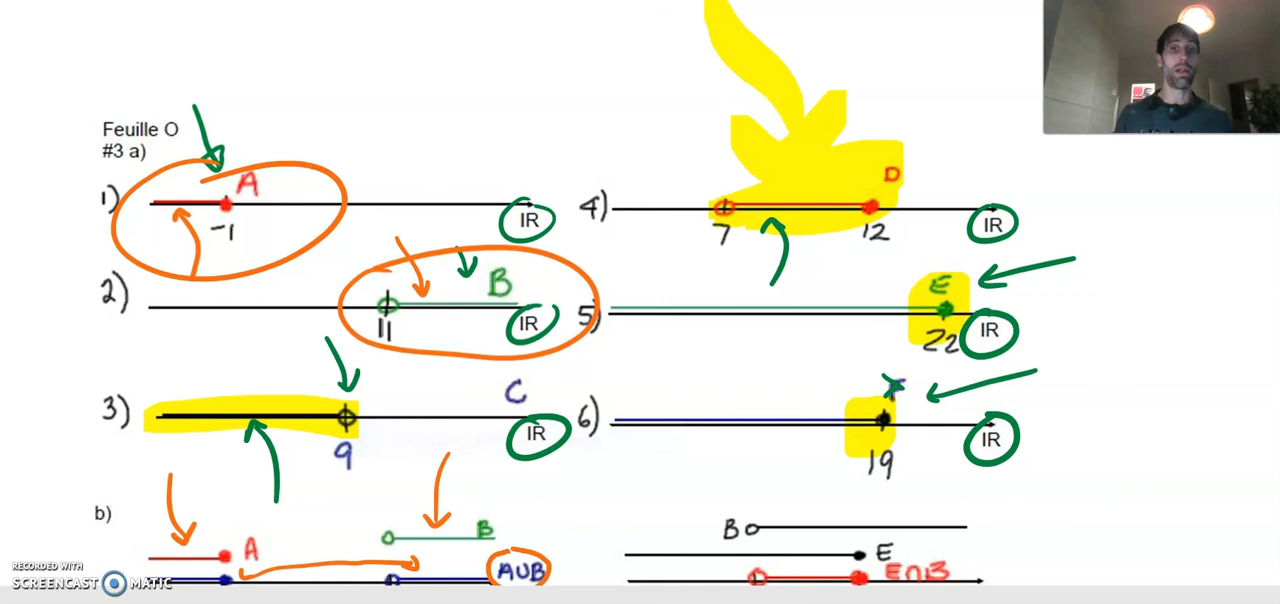 Feuille O
#3 a)
1) A
-1
IR
2) B
11
IR
3) C
9
IR
4) D
7 12
IR
5) E
22
IR
6) F
19
IR
b)
A B
A∪B
B
E
E∩B
RECORDED WITH
SCREENCAST MATIC